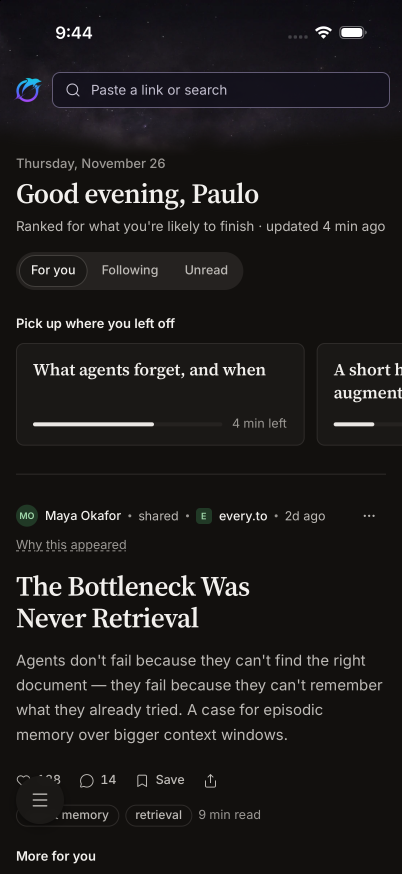 9:44
Paste a link or search
Thursday, November 26
Good evening, Paulo
Ranked for what you're likely to finish · updated 4 min ago
For you Following Unread
Pick up where you left off
What agents forget, and when
4 min left
A short
augment
MO Maya Okafor • shared • E every.to • 2d ago
Why this appeared
The Bottleneck Was
Never Retrieval
Agents don't fail because they can't find the right
document — they fail because they can't remember
what they already tried. A case for episodic
memory over bigger context windows.
14 Save
memory retrieval 9 min read
More for you